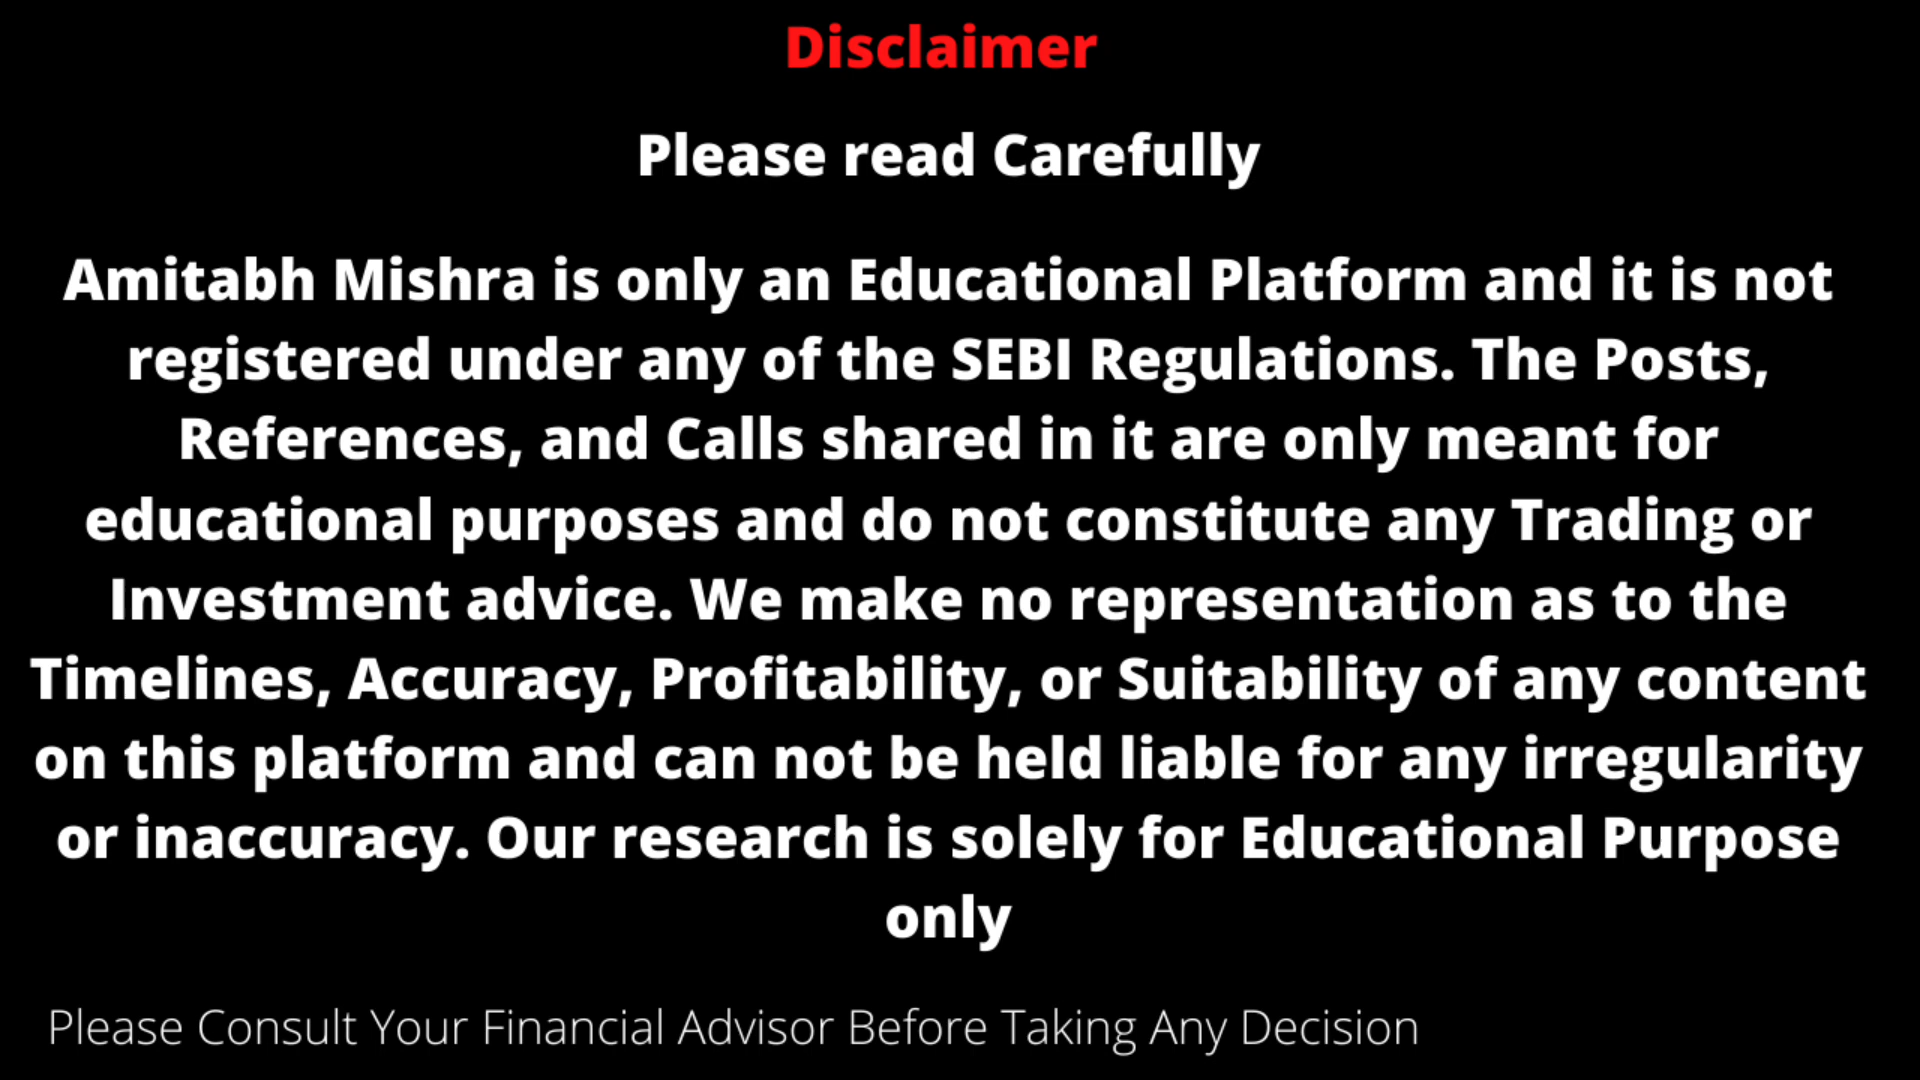 Disclaimer
Please read Carefully
Amitabh Mishra is only an Educational Platform and it is not
registered under any of the SEBI Regulations. The Posts,
References, and Calls shared in it are only meant for
educational purposes and do not constitute any Trading or
Investment advice. We make no representation as to the
Timelines, Accuracy, Profitability, or Suitability of any content
on this platform and can not be held liable for any irregularity
or inaccuracy. Our research is solely for Educational Purpose
only
Please Consult Your Financial Advisor Before Taking Any Decision